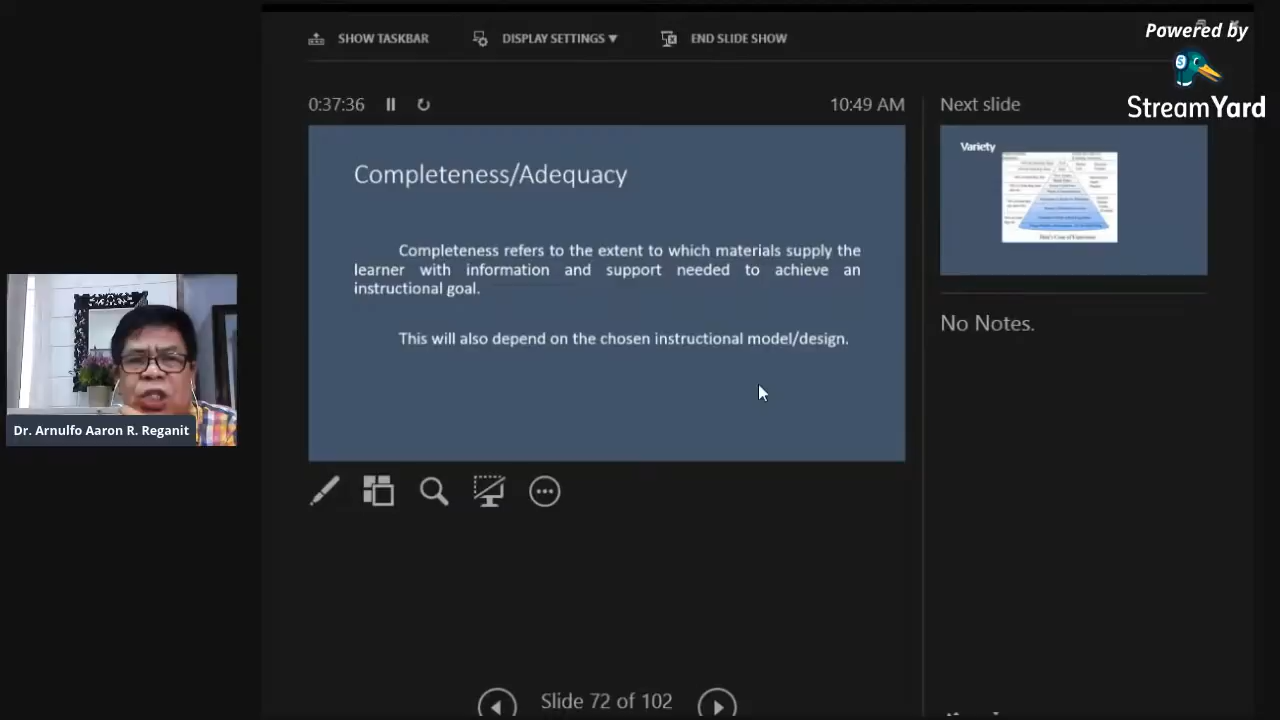 SHOW TASKBAR
DISPLAY SETTINGS ▼
END SLIDE SHOW
Powered by
StreamYard
0:37:36
10:49 AM
Next slide
Completeness/Adequacy
Completeness refers to the extent to which materials supply the
learner with information and support needed to achieve an
instructional goal.
This will also depend on the chosen instructional model/design.
Variety
No Notes.
Dr. Arnulfo Aaron R. Reganit
Slide 72 of 102